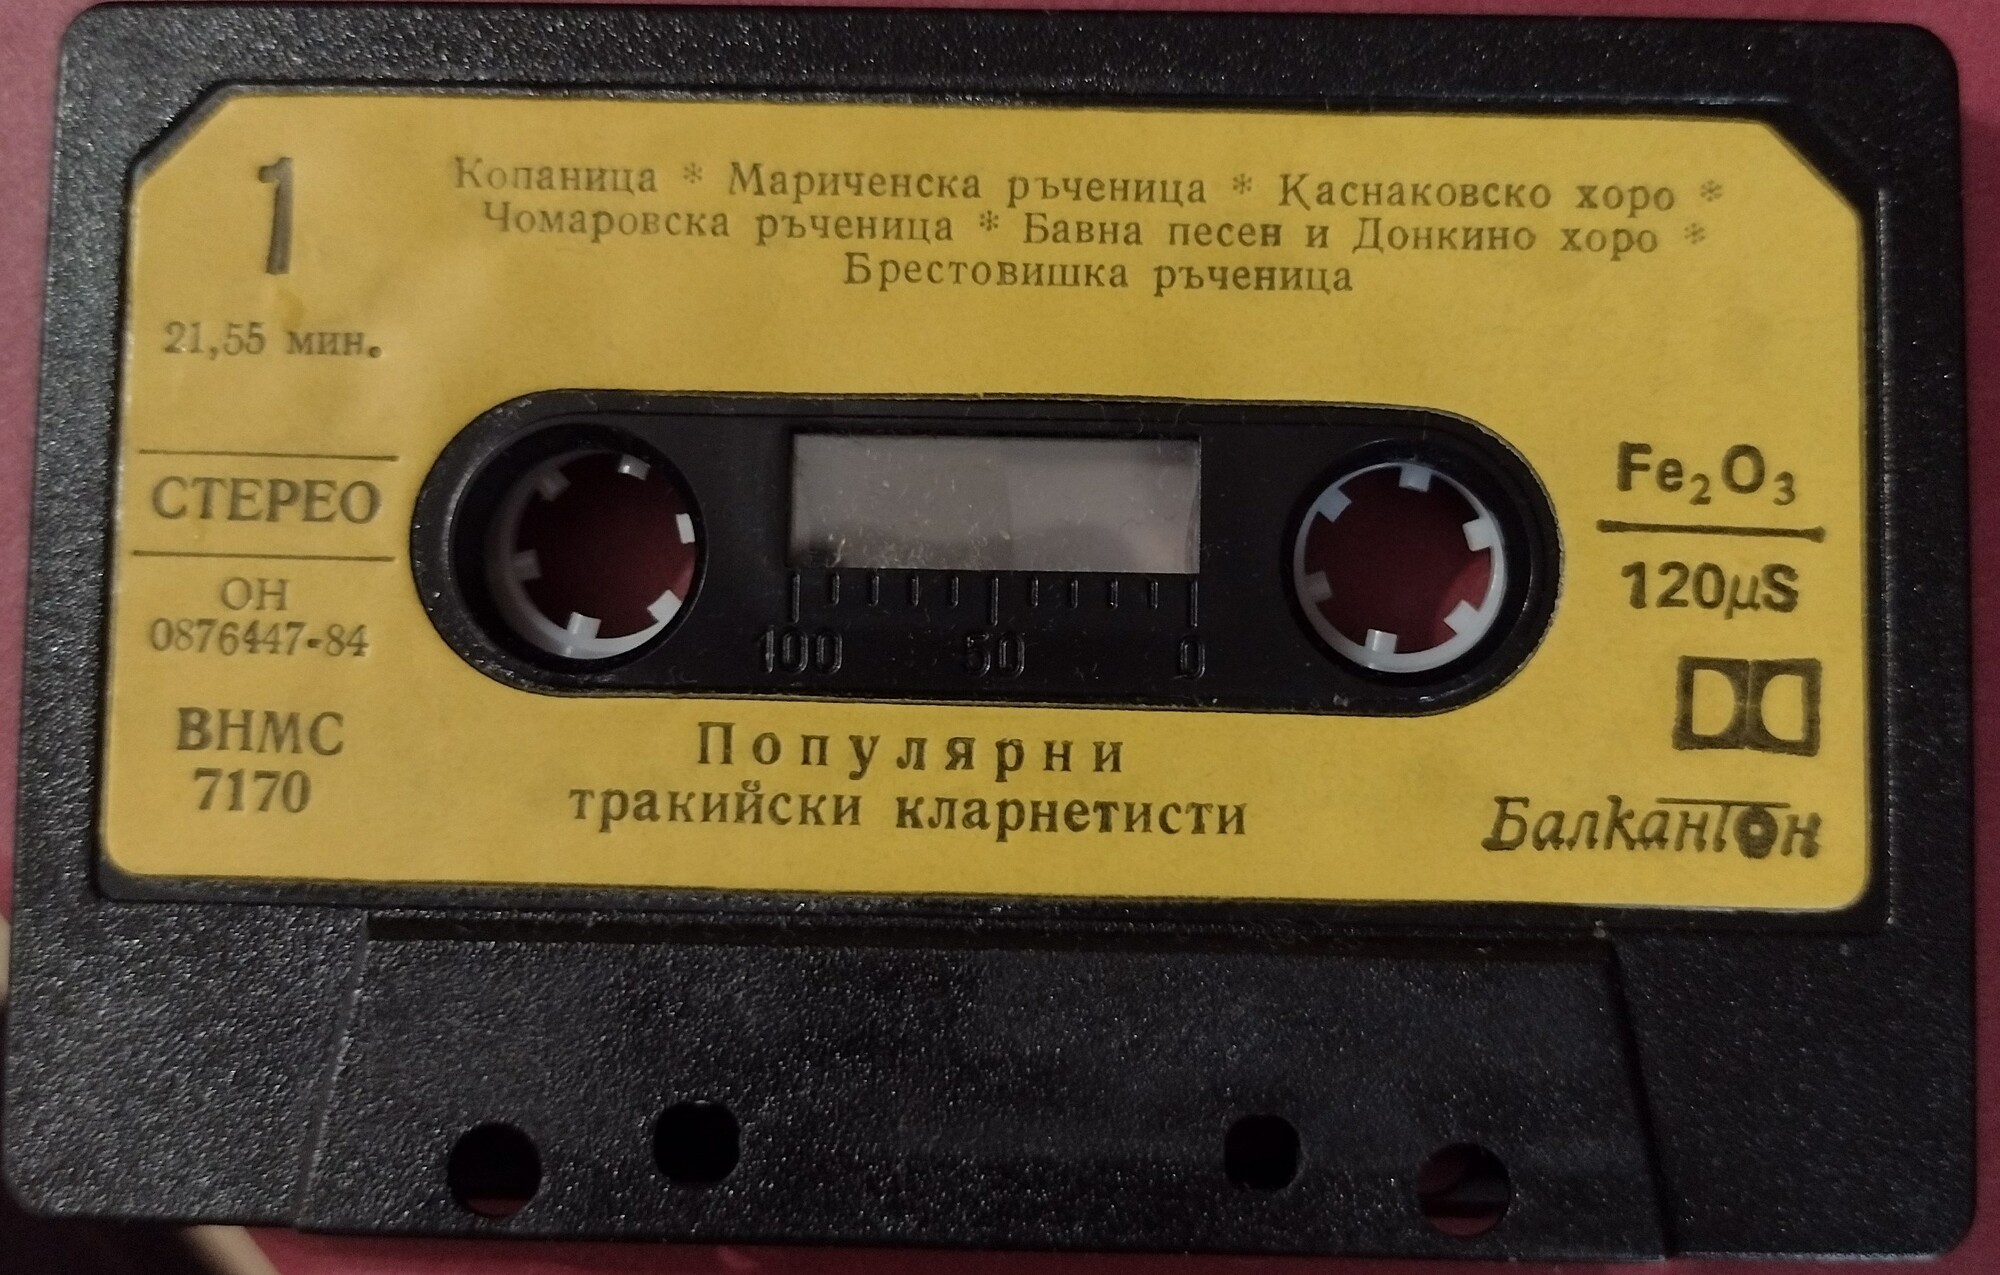 1
Копаница * Мариченска ръченица * Каснаковско хоро *
Чомаровска ръченица * Бавна песен и Донкино хоро *
Брестовишка ръченица
21,55 мин.
СТЕРЕО
ОН
0876447-84
ВНМС
7170
100 50 0
Fe₂O₃
120μS
Популярни
тракийски кларнетисти
Балкантон